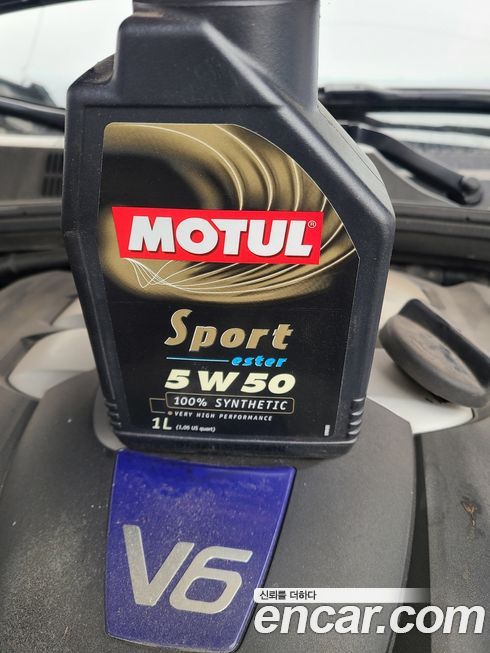 MOTUL®
Sport
ester
5W50
100% SYNTHETIC
VERY HIGH PERFORMANCE
1L (1.05 US quart)
V6
신뢰를 더하다
encar.com